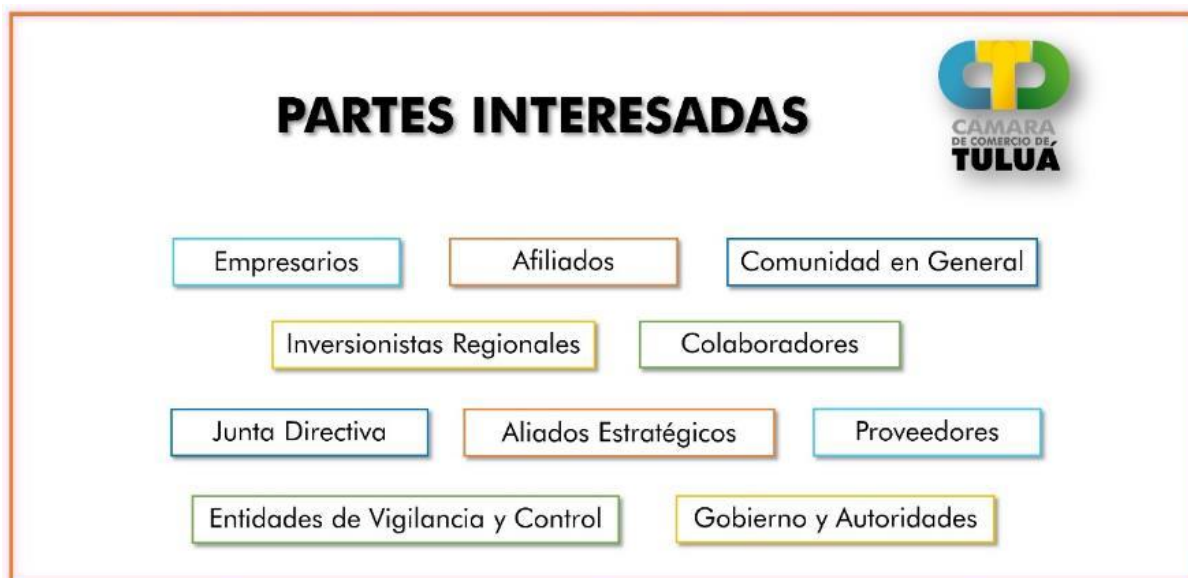 PARTES INTERESADAS
CAMARA
DE COMERCIO DE
TULUÁ
Empresarios
Afiliados
Comunidad en General
Inversionistas Regionales
Colaboradores
Junta Directiva
Aliados Estratégicos
Proveedores
Entidades de Vigilancia y Control
Gobierno y Autoridades